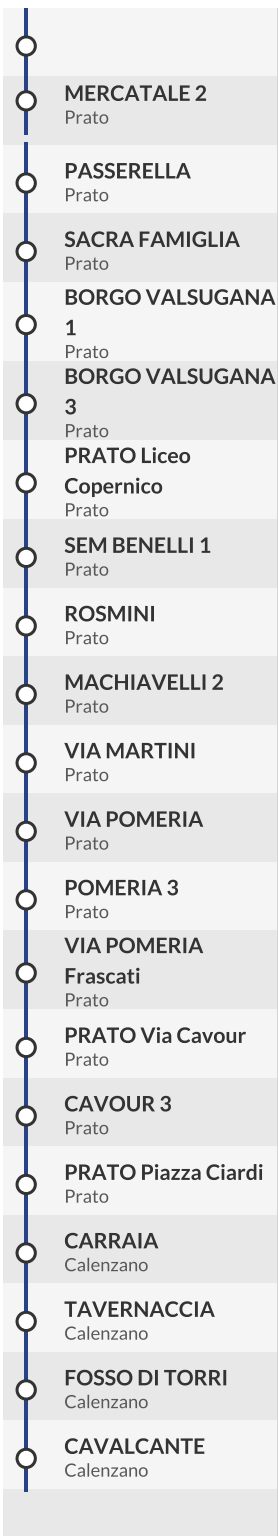 MERCATALE 2
Prato
PASSERELLA
Prato
SACRA FAMIGLIA
Prato
BORGO VALSUGANA
1
Prato
BORGO VALSUGANA
3
Prato
PRATO Liceo
Copernico
Prato
SEM BENELLI 1
Prato
ROSMINI
Prato
MACHIAVELLI 2
Prato
VIA MARTINI
Prato
VIA POMERIA
Prato
POMERIA 3
Prato
VIA POMERIA
Frascati
Prato
PRATO Via Cavour
Prato
CAVOUR 3
Prato
PRATO Piazza Ciardi
Prato
CARRAIA
Calenzano
TAVERNACCIA
Calenzano
FOSSO DI TORRI
Calenzano
CAVALCANTE
Calenzano